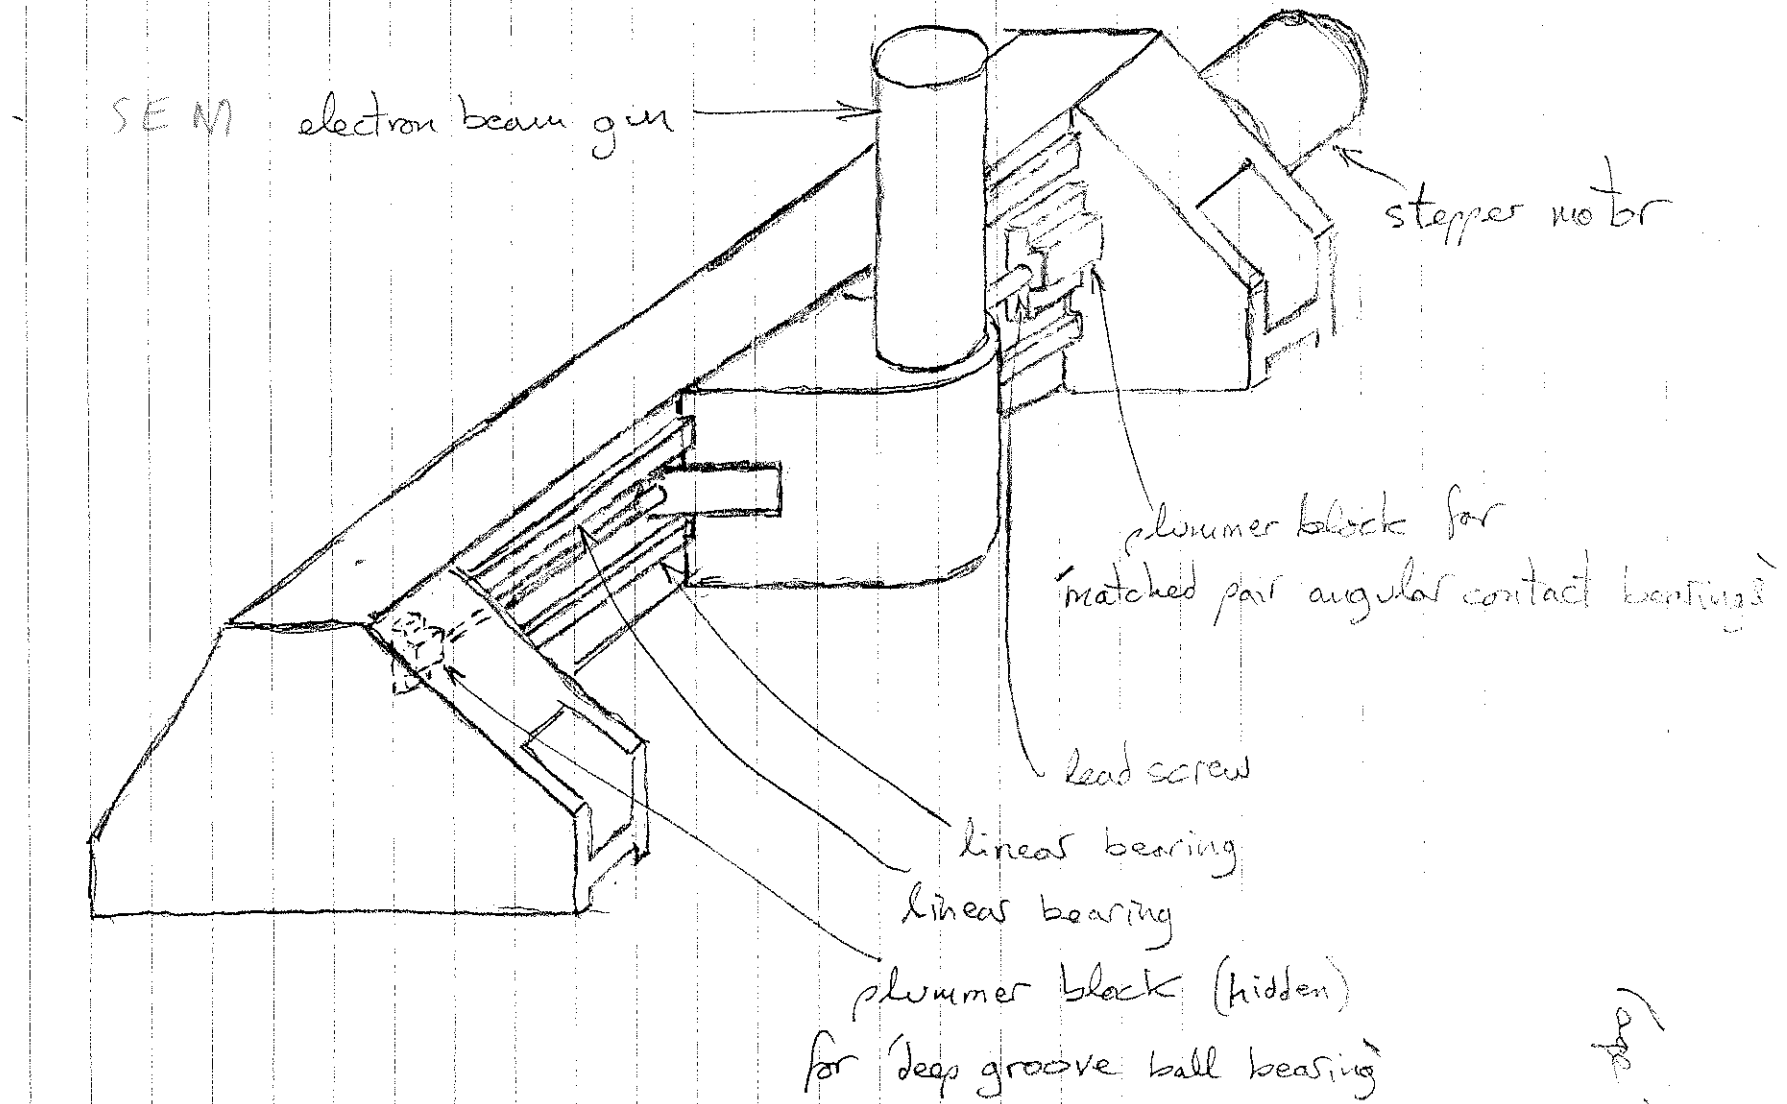 SEM electron beam gun
stepper motor
plummer block for
'matched pair angular contact bearings'
lead screw
linear bearing
linear bearing
plummer block (hidden)
for 'deep groove ball bearing'